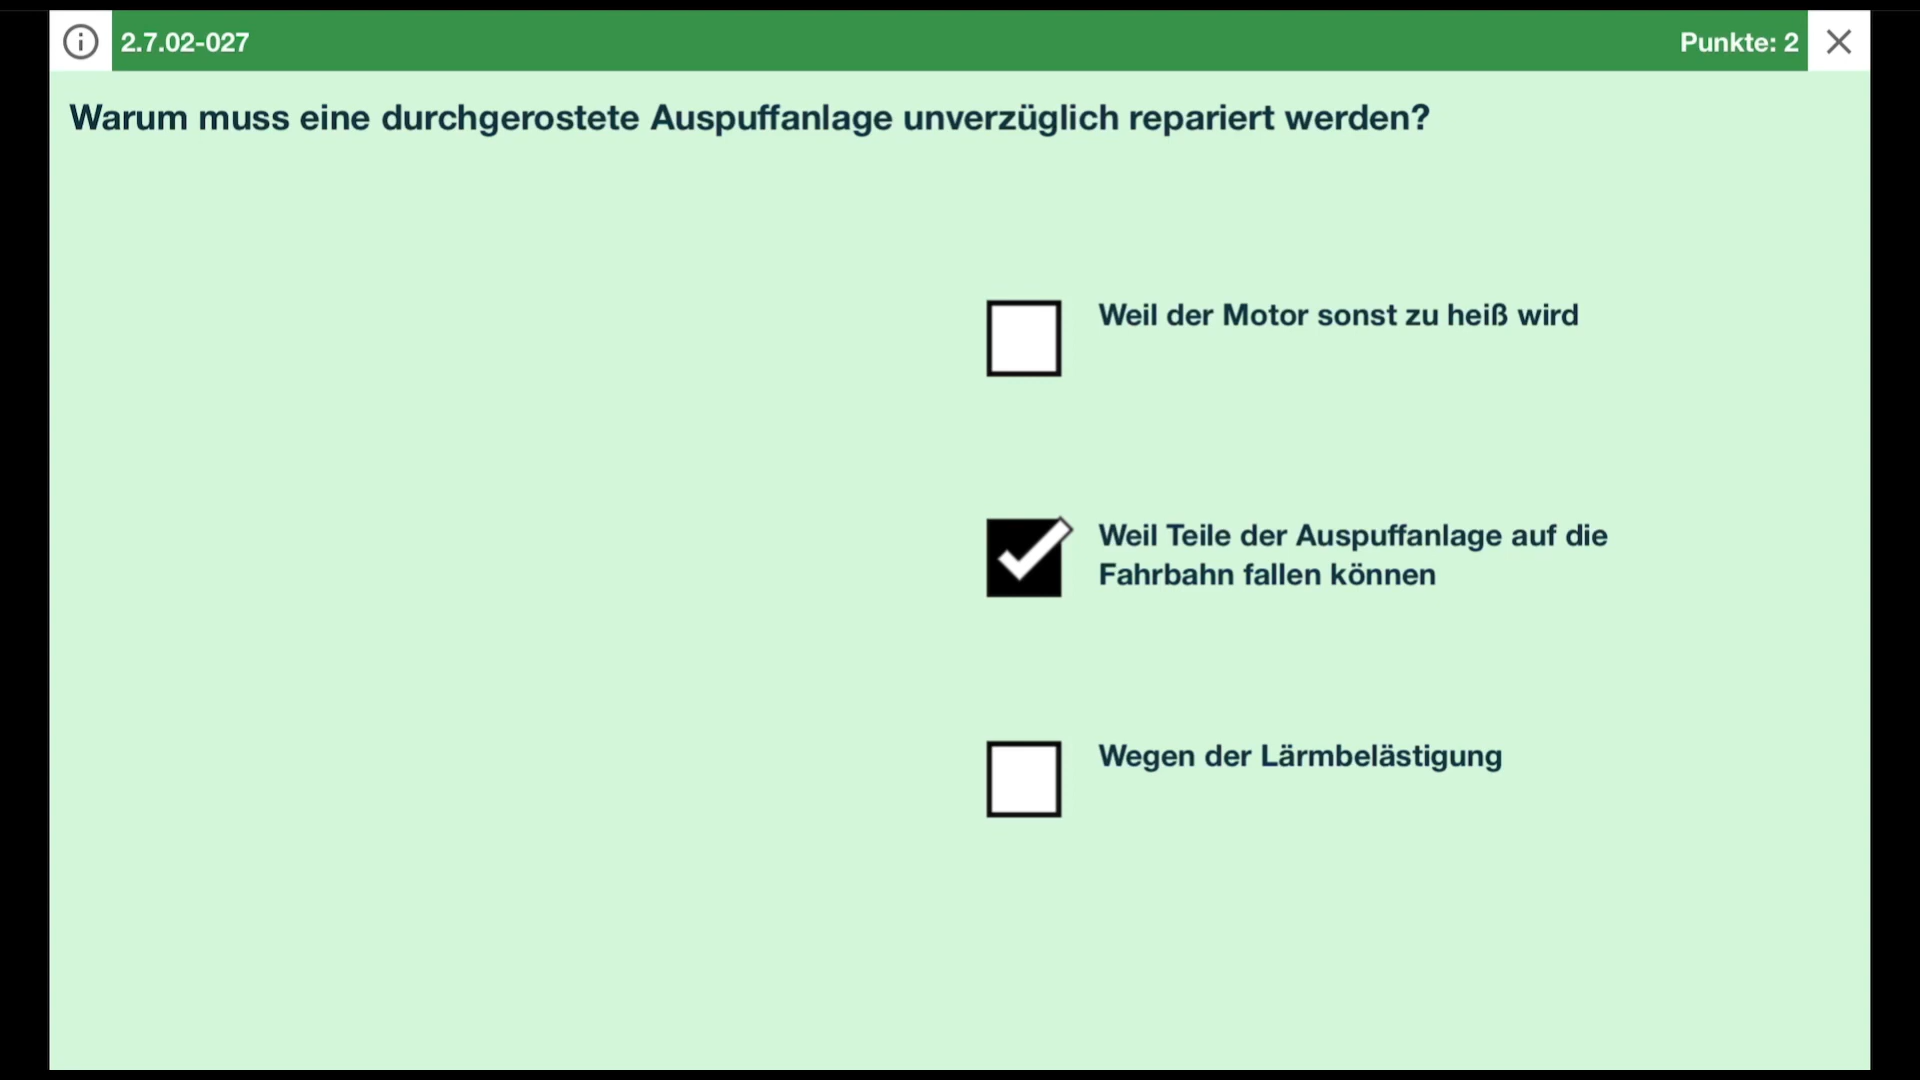 2.7.02-027
Punkte: 2
Warum muss eine durchgerostete Auspuffanlage unverzüglich repariert werden?
Weil der Motor sonst zu heiß wird
Weil Teile der Auspuffanlage auf die
Fahrbahn fallen können
Wegen der Lärmbelästigung